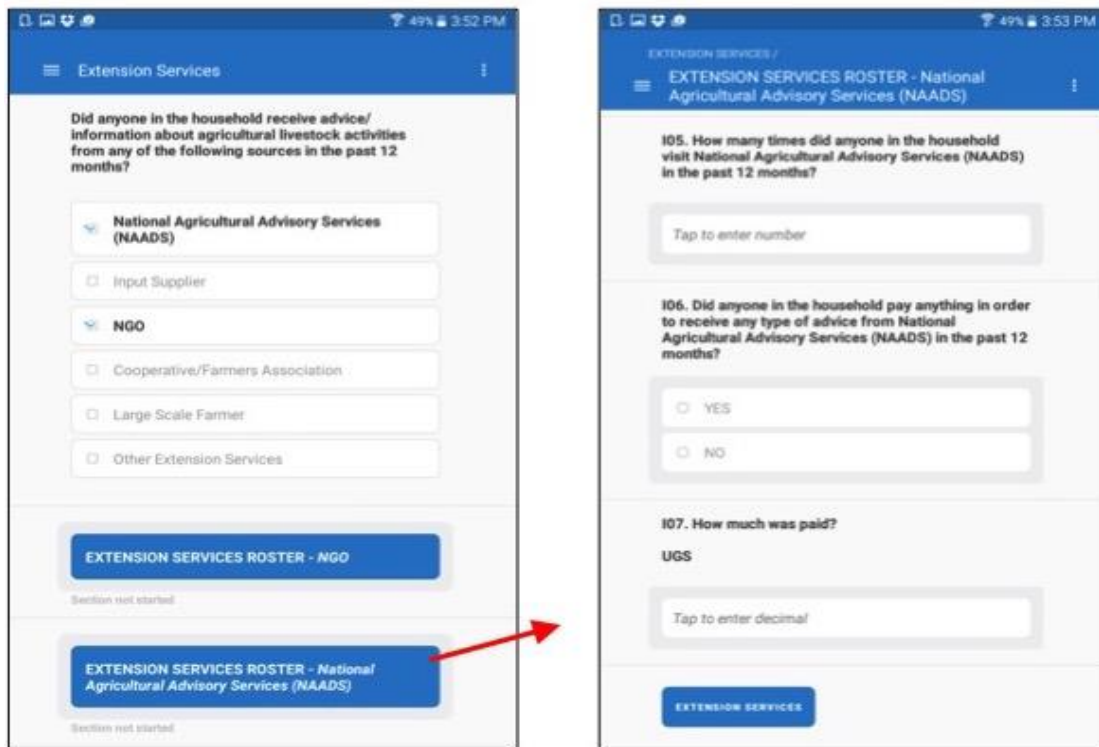 49% 3:52 PM
Extension Services
Did anyone in the household receive advice/
information about agricultural livestock activities
from any of the following sources in the past 12
months?
National Agricultural Advisory Services
(NAADS)
Input Supplier
NGO
Cooperative/Farmers Association
Large Scale Farmer
Other Extension Services
EXTENSION SERVICES ROSTER - NGO
Section not started
EXTENSION SERVICES ROSTER - National
Agricultural Advisory Services (NAADS)
Section not started
49% 3:53 PM
EXTENSION SERVICES /
EXTENSION SERVICES ROSTER - National
Agricultural Advisory Services (NAADS)
I05. How many times did anyone in the household
visit National Agricultural Advisory Services (NAADS)
in the past 12 months?
Tap to enter number
I06. Did anyone in the household pay anything in order
to receive any type of advice from National
Agricultural Advisory Services (NAADS) in the past 12
months?
YES
NO
I07. How much was paid?
UGS
Tap to enter decimal
EXTENSION SERVICES